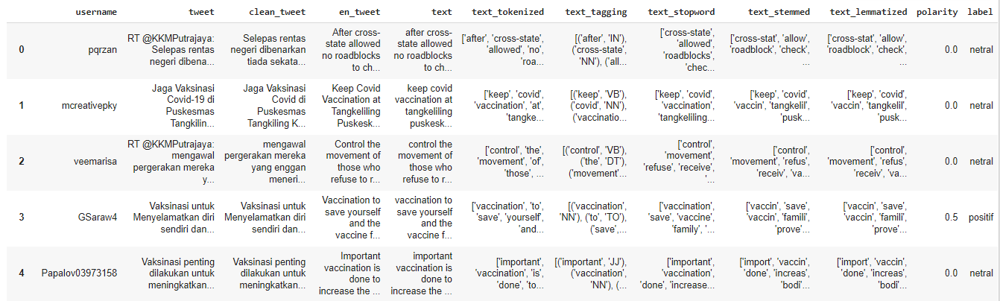 username
tweet
clean_tweet
en_tweet
text
text_tokenized
text_tagging
text_stopword
text_stemmed
text_lemmatized
polarity
label
0
pqrzan
RT @KKMPutrajaya:
Selepas rentas
negeri dibena...
Selepas rentas
negeri dibenarkan
tiada sekata...
After cross-
state allowed
no roadblocks
to ch...
after cross-
state allowed
no roadblocks
to ch...
['after', 'cross-state',
'allowed', 'no',
'roa...
[('after', 'IN'),
('cross-state',
'NN'), ('all...
['cross-state',
'allowed',
'roadblocks',
'chec...
['cross-stat', 'allow',
'roadblock', 'check',
...
['cross-stat', 'allow',
'roadblock', 'check',
...
0.0
netral
1
mcreativepky
Jaga Vaksinasi
Covid-19 di
Puskesmas
Tangkilin...
Jaga Vaksinasi
Covid di
Puskesmas
Tangkiling K...
Keep Covid
Vaccination at
Tangkeliling
Puskesk...
keep covid
vaccination at
tangkeliling
puskesk...
['keep', 'covid',
'vaccination', 'at',
'tangke...
[('keep', 'VB'),
('covid', 'NN'),
('vaccinatio...
['keep', 'covid',
'vaccination',
'tangkeliling...
['keep', 'covid',
'vaccin', 'tangkelil',
'pusk...
['keep', 'covid',
'vaccin', 'tangkelil',
'pusk...
0.0
netral
2
veemarisa
RT @KKMPutrajaya:
mengawal
pergerakan mereka
y...
mengawal
pergerakan mereka
yang enggan
meneri...
Control the
movement of
those who
refuse to r...
control the
movement of
those who
refuse to r...
['control', 'the',
'movement', 'of',
'those', ...
[('control', 'VB'),
('the', 'DT'),
('movement'...
['control',
'movement',
'refuse', 'receive',
'...
['control',
'movement', 'refus',
'receiv', 'va...
['control',
'movement', 'refus',
'receiv', 'va...
0.0
netral
3
GSaraw4
Vaksinasi untuk
Menyelamatkan diri
sendiri dan...
Vaksinasi untuk
Menyelamatkan diri
sendiri dan...
Vaccination to
save yourself
and the
vaccine f...
vaccination to
save yourself
and the
vaccine f...
['vaccination', 'to',
'save', 'yourself',
'and...
[('vaccination',
'NN'), ('to', 'TO'),
('save',...
['vaccination',
'save', 'vaccine',
'family', '...
['vaccin', 'save',
'vaccin', 'famili',
'prove'...
['vaccin', 'save',
'vaccin', 'famili',
'prove'...
0.5
positif
4
Papalov03973158
Vaksinasi penting
dilakukan untuk
meningkatkan...
Vaksinasi penting
dilakukan untuk
meningkatkan...
Important
vaccination is
done to
increase the ...
important
vaccination is
done to
increase the ...
['important',
'vaccination', 'is',
'done', 'to...
[('important', 'JJ'),
('vaccination',
'NN'), (...
['important',
'vaccination',
'done', 'increase...
['import', 'vaccin',
'done', 'increas',
'bodi'...
['import', 'vaccin',
'done', 'increas',
'bodi'...
0.0
netral